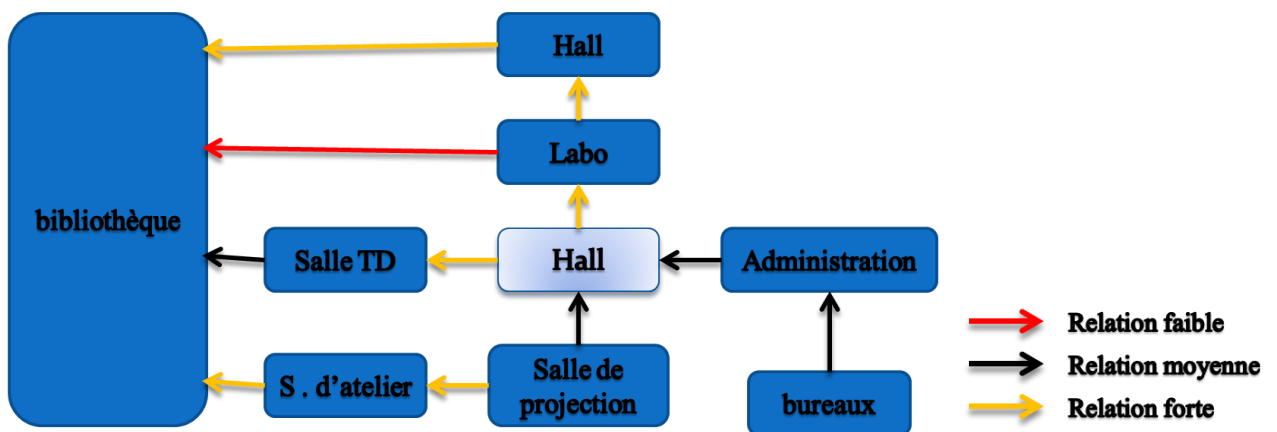 Hall
Labo
bibliothèque
Salle TD
Hall
Administration
S . d’atelier
Salle de
projection
bureaux
Relation faible
Relation moyenne
Relation forte